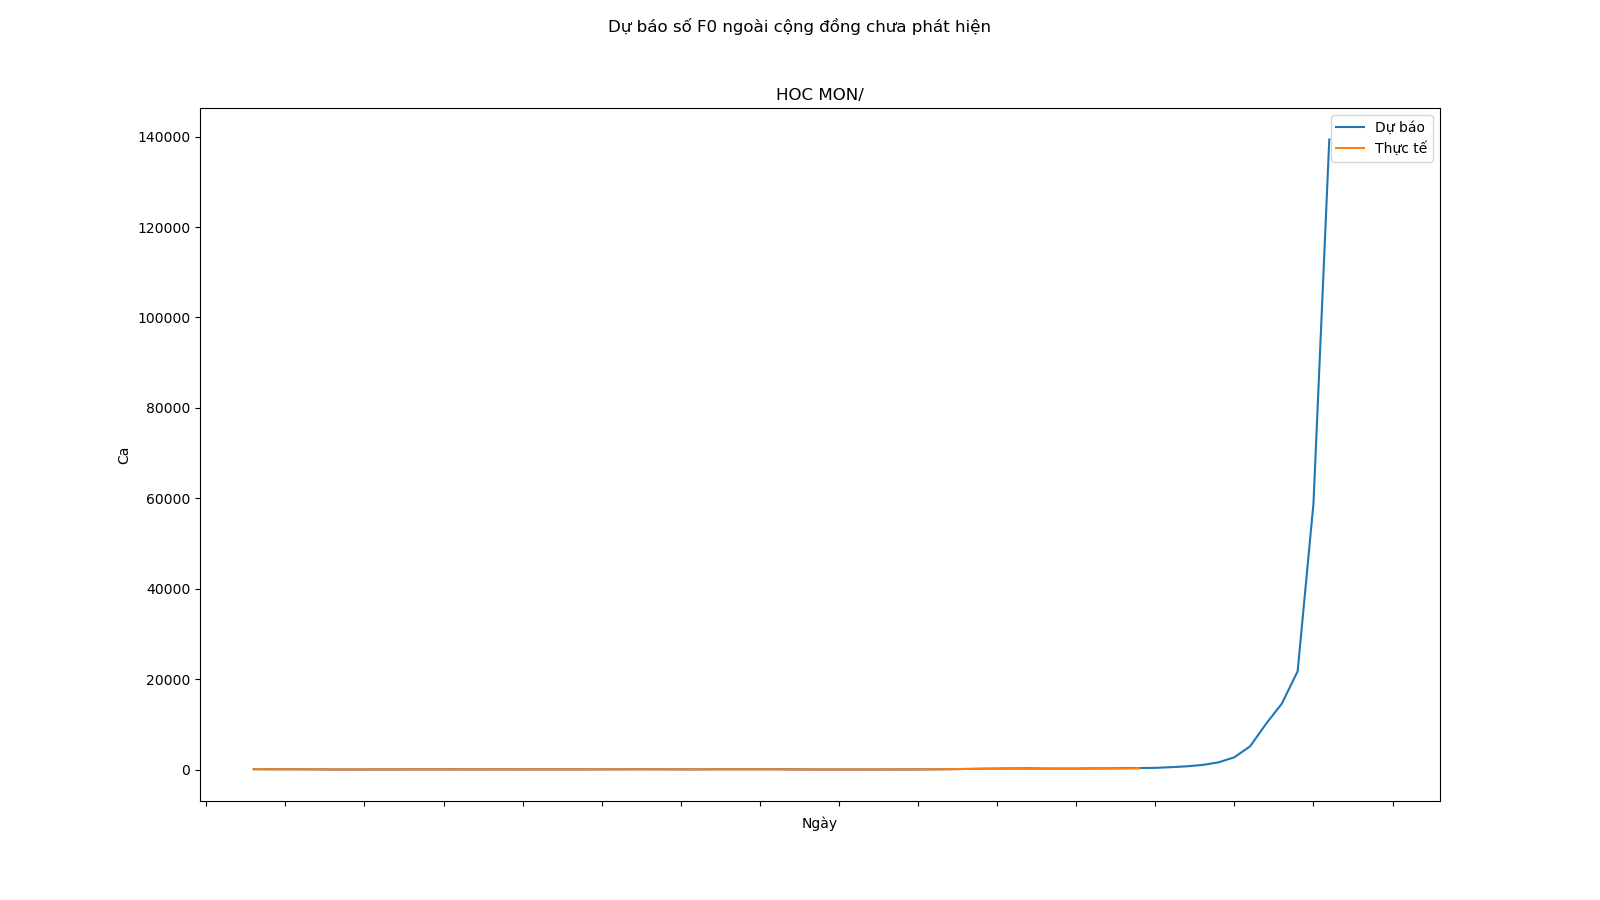 Dự báo số F0 ngoài cộng đồng chưa phát hiện
HOC MON/
Dự báo
Thực tế
140000
120000
100000
80000
60000
40000
20000
0
Ca
Ngày